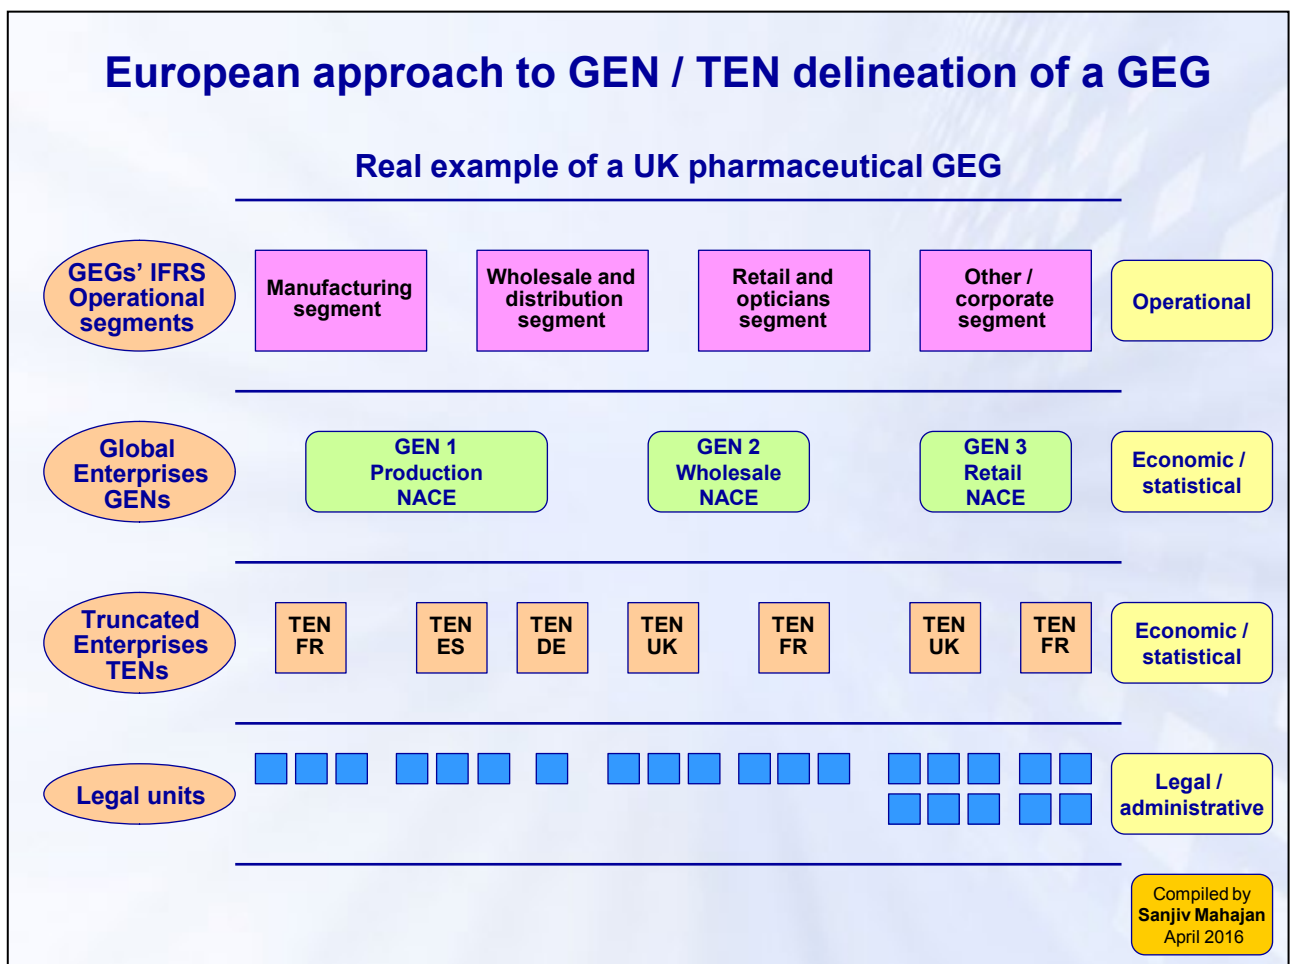 European approach to GEN / TEN delineation of a GEG
Real example of a UK pharmaceutical GEG
GEGs’ IFRS
Operational
segments
Manufacturing
segment
Wholesale and
distribution
segment
Retail and
opticians
segment
Other /
corporate
segment
Operational
Global
Enterprises
GENs
GEN 1
Production
NACE
GEN 2
Wholesale
NACE
GEN 3
Retail
NACE
Economic /
statistical
Truncated
Enterprises
TENs
TEN
FR
TEN
ES
TEN
DE
TEN
UK
TEN
FR
TEN
UK
TEN
FR
Economic /
statistical
Legal units
Legal /
administrative
Compiled by
Sanjiv Mahajan
April 2016